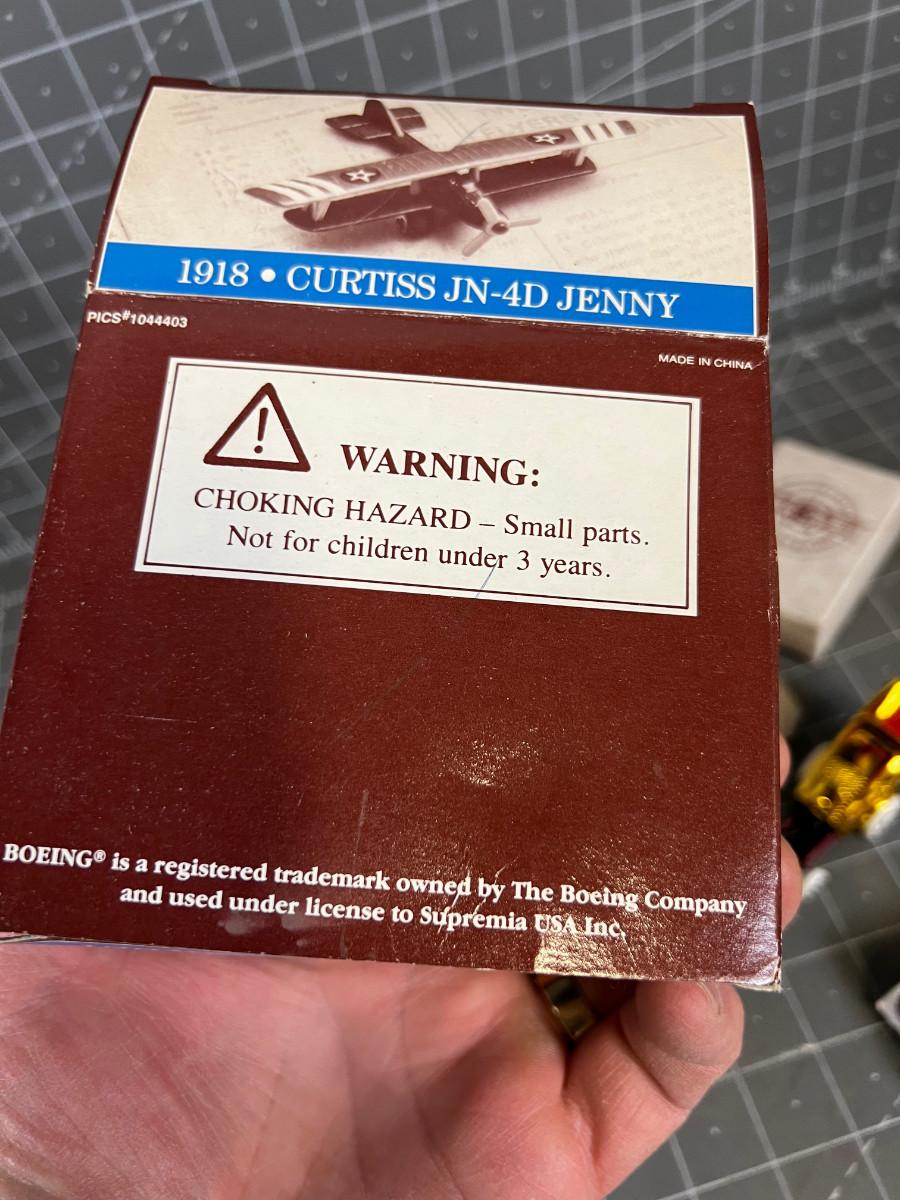 1918 • CURTISS JN-4D JENNY
PICS#1044403
MADE IN CHINA
WARNING:
CHOKING HAZARD – Small parts.
Not for children under 3 years.
BOEING® is a registered trademark owned by The Boeing Company
and used under license to Supremia USA Inc.